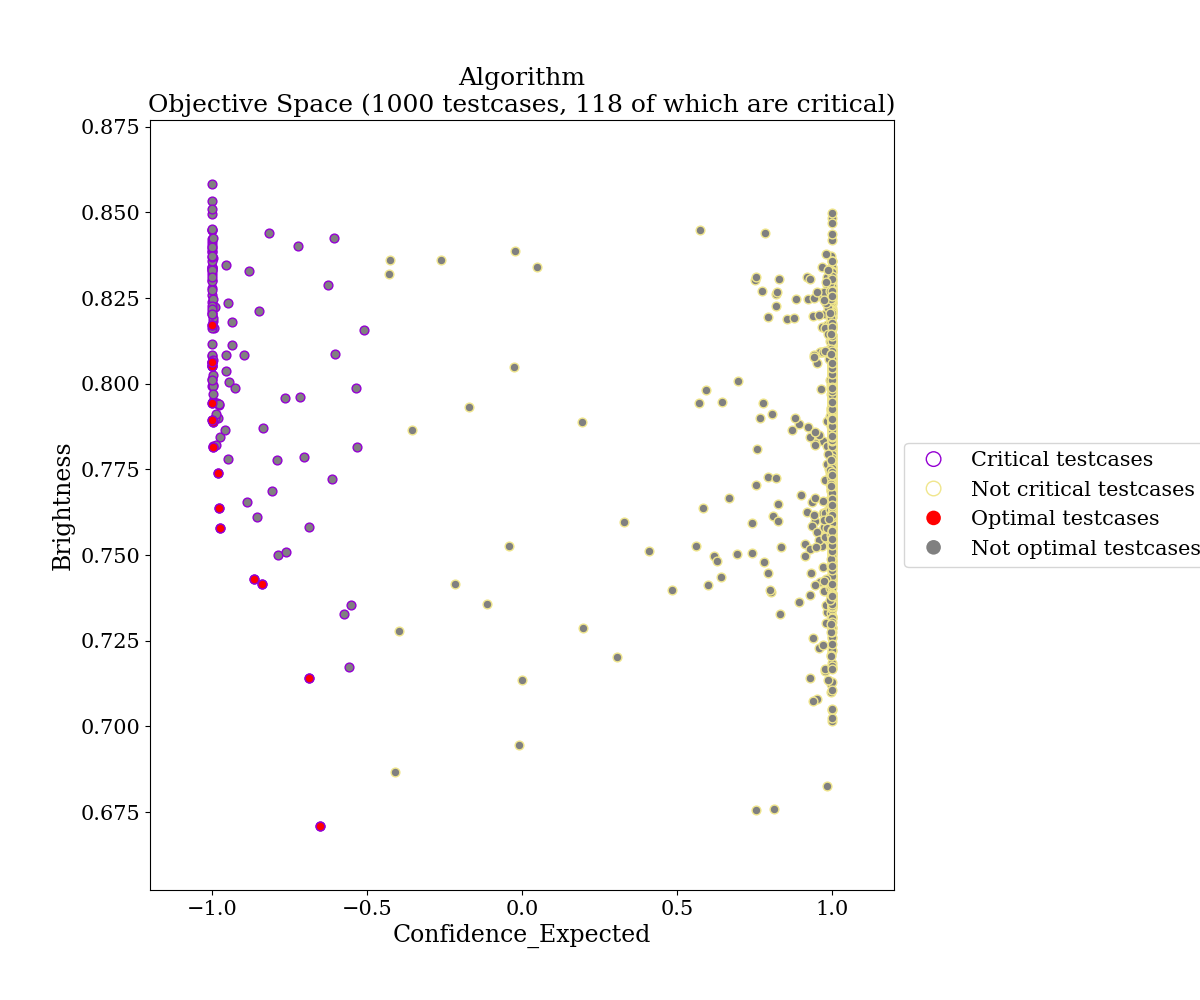 Algorithm
Objective Space (1000 testcases, 118 of which are critical)
0.875
0.850
0.825
0.800
0.775
0.750
0.725
0.700
0.675
Brightness
−1.0
−0.5
0.0
0.5
1.0
Confidence_Expected
Critical testcases
Not critical testcases
Optimal testcases
Not optimal testcases